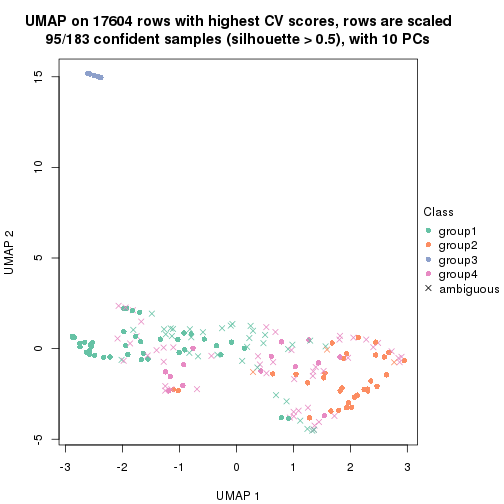 UMAP on 17604 rows with highest CV scores, rows are scaled
95/183 confident samples (silhouette > 0.5), with 10 PCs
15
10
5
0
-5
UMAP 2
-3
-2
-1
0
1
2
3
UMAP 1
Class
group1
group2
group3
group4
ambiguous